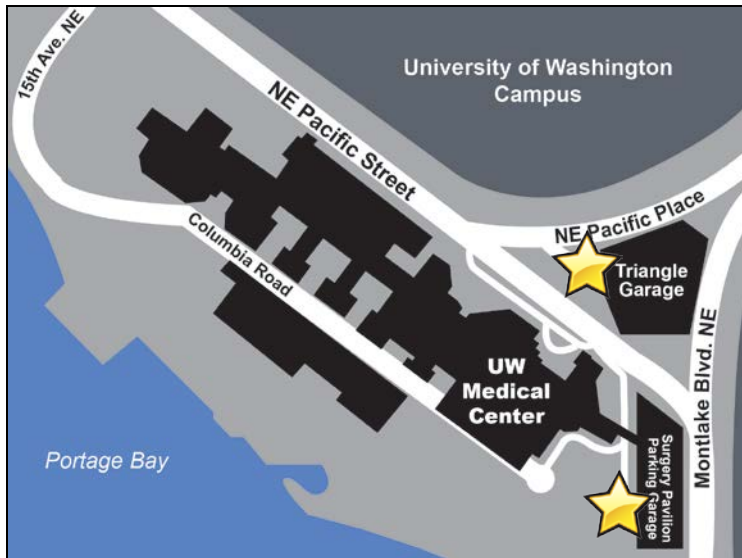 15th Ave. NE
University of Washington
Campus
NE Pacific Street
NE Pacific Place
Columbia Road
Triangle
Garage
UW
Medical
Center
Montlake Blvd. NE
Surgery Pavilion
Parking Garage
Portage Bay